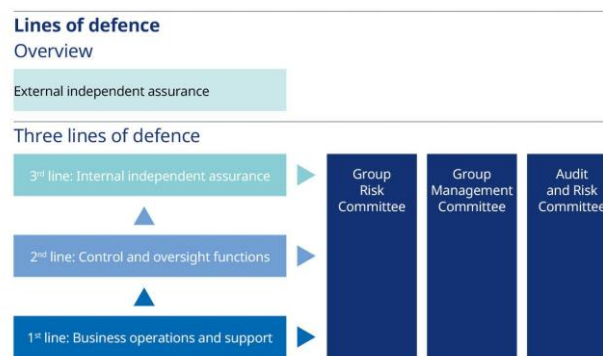 Lines of defence
Overview
External independent assurance
Three lines of defence
3rd line: Internal independent assurance
2nd line: Control and oversight functions
1st line: Business operations and support
Group
Risk
Committee
Group
Management
Committee
Audit
and Risk
Committee